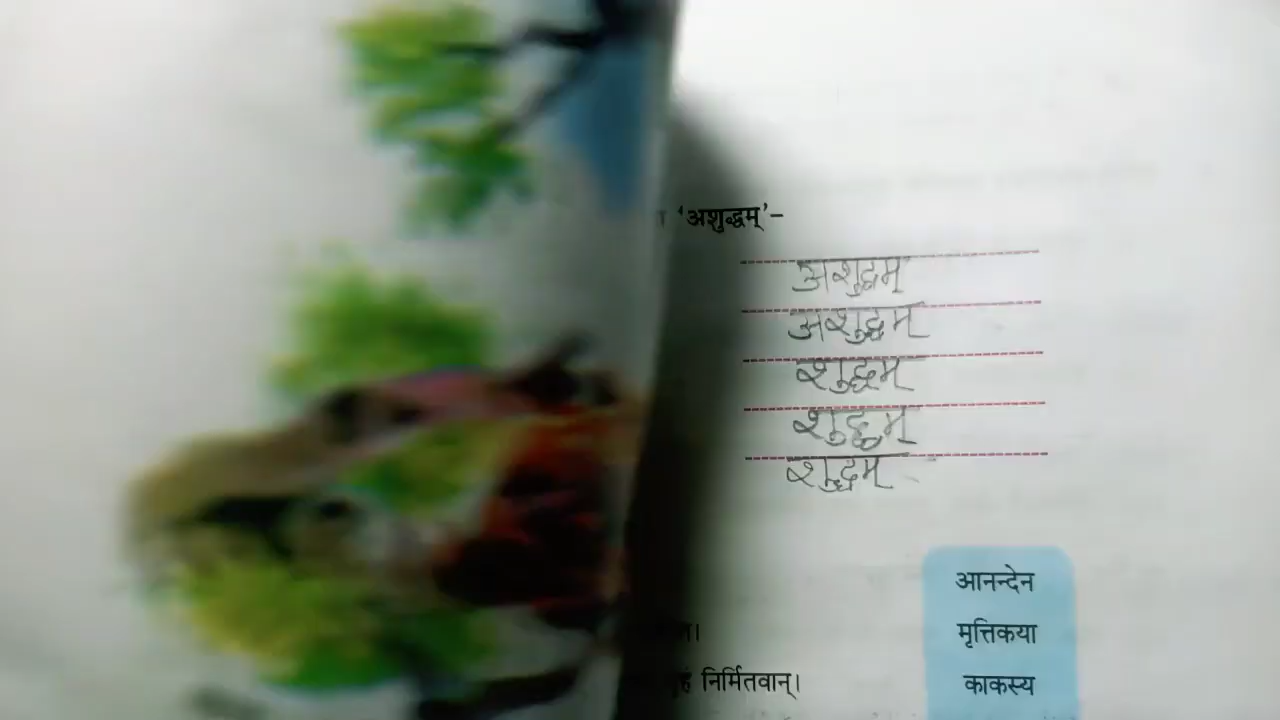 'अशुद्धम्'-
अशुद्धम्
अशुद्धम्
शुद्धम्
शुद्धम्
शुद्धम्
आनन्देन
मृत्तिकया
निर्मितवान्।
काकस्य